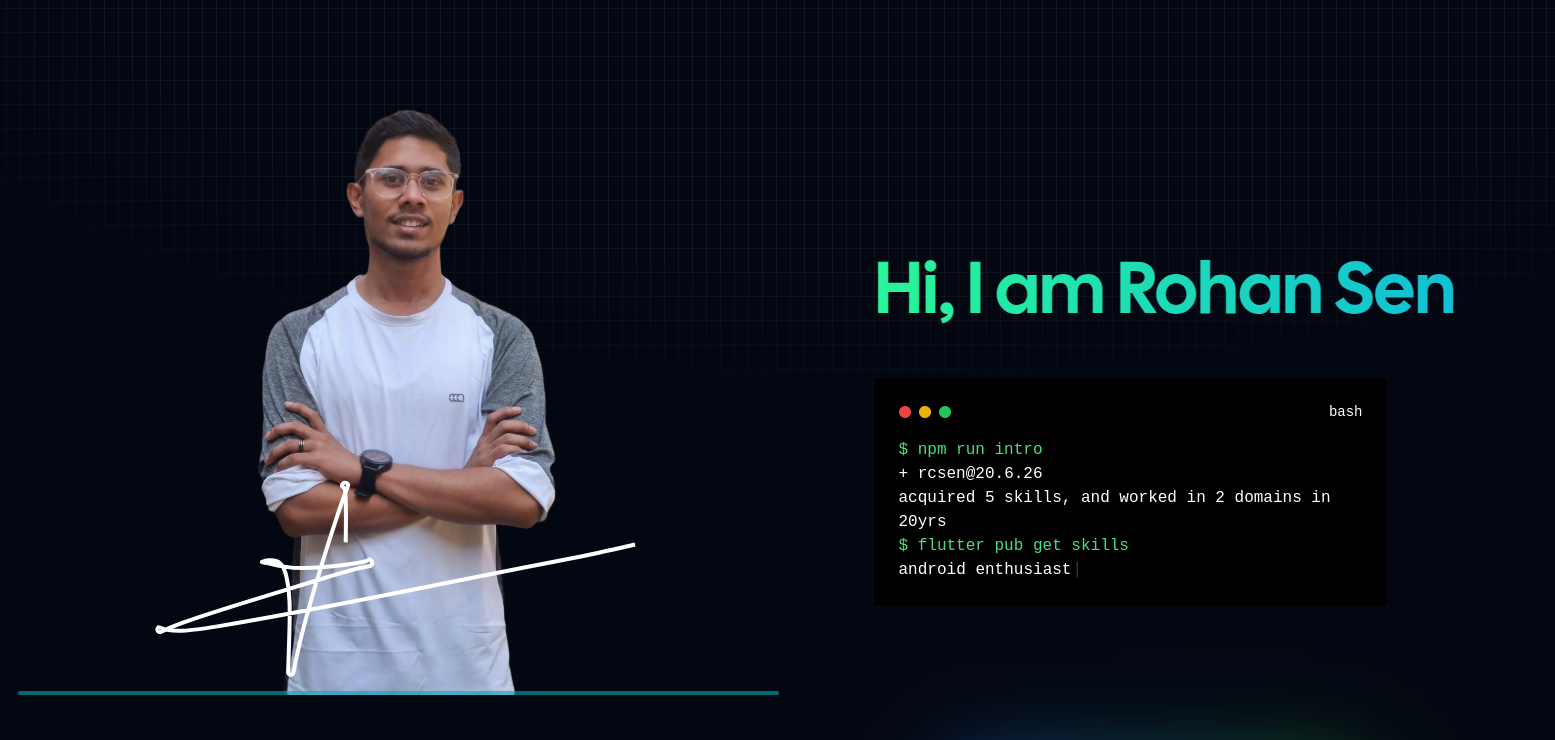 Hi, I am Rohan Sen
bash
$ npm run intro
+ rcsen@20.6.26
acquired 5 skills, and worked in 2 domains in
20yrs
$ flutter pub get skills
android enthusiast